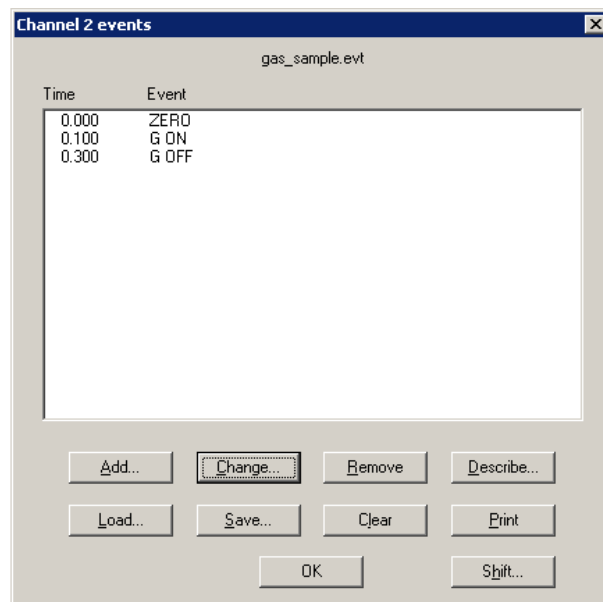 Channel 2 events
gas_sample.evt
Time Event
0.000 ZERO
0.100 G ON
0.300 G OFF
Add... Change... Remove Describe...
Load... Save... Clear Print
OK Shift...